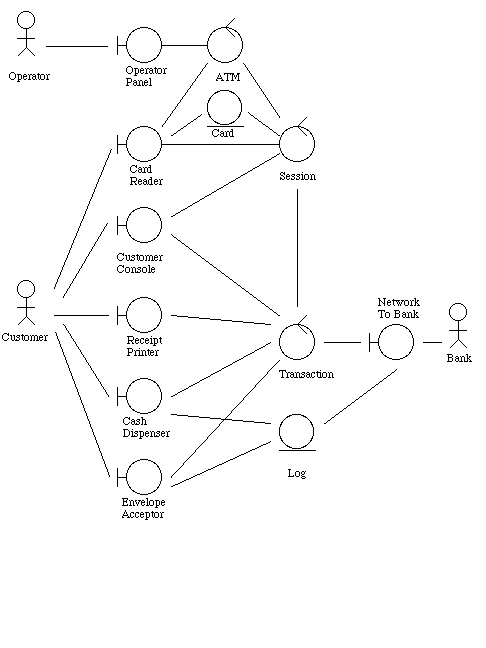 Operator
Operator
Panel
ATM
Card
Card
Reader
Session
Customer
Console
Network
To Bank
Customer
Receipt
Printer
Bank
Transaction
Cash
Dispenser
Log
Envelope
Acceptor